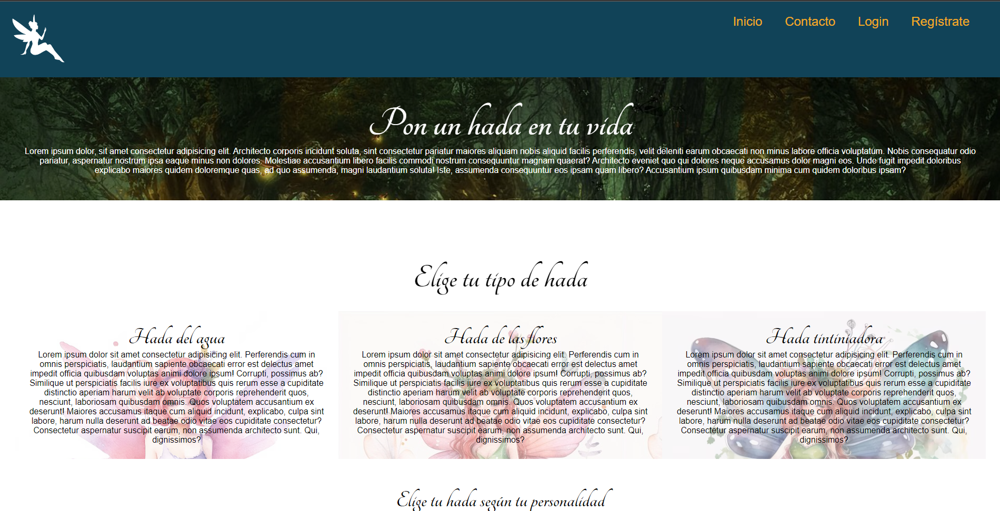 Inicio Contacto Login Regístrate
Pon un hada en tu vida
Lorem ipsum dolor, sit amet consectetur adipisicing elit. Architecto corporis incidunt soluta, sint consectetur pariatur maiores aliquam nobis aliquid facilis perferendis, velit deleniti earum obcaecati non minus labore officia voluptatum. Nobis consequatur odio
pariatur, aspernatur nostrum ipsa eaque minus non dolores. Molestiae accusantium libero facilis commodi nostrum consequuntur magnam quaerat? Architecto eveniet quo qui dolores neque accusamus dolor magni eos. Unde fugit impedit doloribus
explicabo maiores quidem doloremque quas, ad quo assumenda, magni laudantium soluta! Iste, assumenda consequuntur eos ipsam quam libero? Accusantium ipsum quibusdam minima cum quidem doloribus ipsam?
Elige tu tipo de hada
Hada del agua
Lorem ipsum dolor sit amet consectetur adipisicing elit. Perferendis cum in
omnis perspiciatis, laudantium sapiente obcaecati error est delectus amet
impedit officia quibusdam voluptas animi dolore ipsum! Corrupti, possimus ab?
Similique ut perspiciatis facilis iure ex voluptatibus quis rerum esse a cupiditate
distinctio aperiam harum velit ab voluptate corporis reprehenderit quos,
nesciunt, laboriosam quibusdam omnis. Quos voluptatem accusantium ex
deserunt! Maiores accusamus itaque cum aliquid incidunt, explicabo, culpa sint
labore, harum nulla deserunt ad beatae odio vitae eos cupiditate consectetur?
Consectetur aspernatur suscipit earum, non assumenda architecto sunt. Qui,
dignissimos?
Hada de las flores
Lorem ipsum dolor sit amet consectetur adipisicing elit. Perferendis cum in
omnis perspiciatis, laudantium sapiente obcaecati error est delectus amet
impedit officia quibusdam voluptas animi dolore ipsum! Corrupti, possimus ab?
Similique ut perspiciatis facilis iure ex voluptatibus quis rerum esse a cupiditate
distinctio aperiam harum velit ab voluptate corporis reprehenderit quos,
nesciunt, laboriosam quibusdam omnis. Quos voluptatem accusantium ex
deserunt! Maiores accusamus itaque cum aliquid incidunt, explicabo, culpa sint
labore, harum nulla deserunt ad beatae odio vitae eos cupiditate consectetur?
Consectetur aspernatur suscipit earum, non assumenda architecto sunt. Qui,
dignissimos?
Hada tintiniadora
Lorem ipsum dolor sit amet consectetur adipisicing elit. Perferendis cum in
omnis perspiciatis, laudantium sapiente obcaecati error est delectus amet
impedit officia quibusdam voluptas animi dolore ipsum! Corrupti, possimus ab?
Similique ut perspiciatis facilis iure ex voluptatibus quis rerum esse a cupiditate
distinctio aperiam harum velit ab voluptate corporis reprehenderit quos,
nesciunt, laboriosam quibusdam omnis. Quos voluptatem accusantium ex
deserunt! Maiores accusamus itaque cum aliquid incidunt, explicabo, culpa sint
labore, harum nulla deserunt ad beatae odio vitae eos cupiditate consectetur?
Consectetur aspernatur suscipit earum, non assumenda architecto sunt. Qui,
dignissimos?
Elige tu hada según tu personalidad